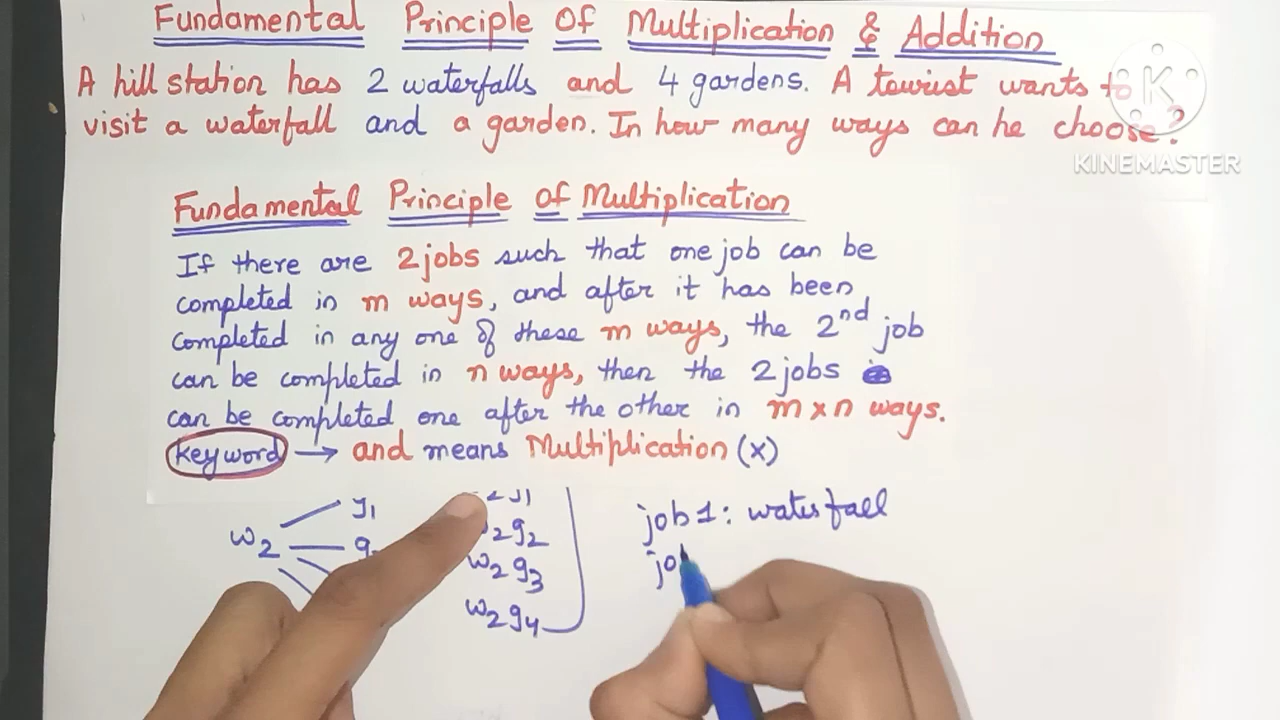 Fundamental Principle Of Multiplication & Addition
A hill station has 2 waterfalls and 4 gardens. A tourist wants to
visit a waterfall and a garden. In how many ways can he choose?
K
KINEMASTER
Fundamental Principle of Multiplication
If there are 2 jobs such that one job can be
completed in m ways, and after it has been
completed in any one of these m ways, the 2nd job
can be completed in n ways, then the 2 jobs
can be completed one after the other in m x n ways.
keyword → and means Multiplication (x)
g1
w2
w2g2
w2g3
w2g4
job 1: waterfall
jo